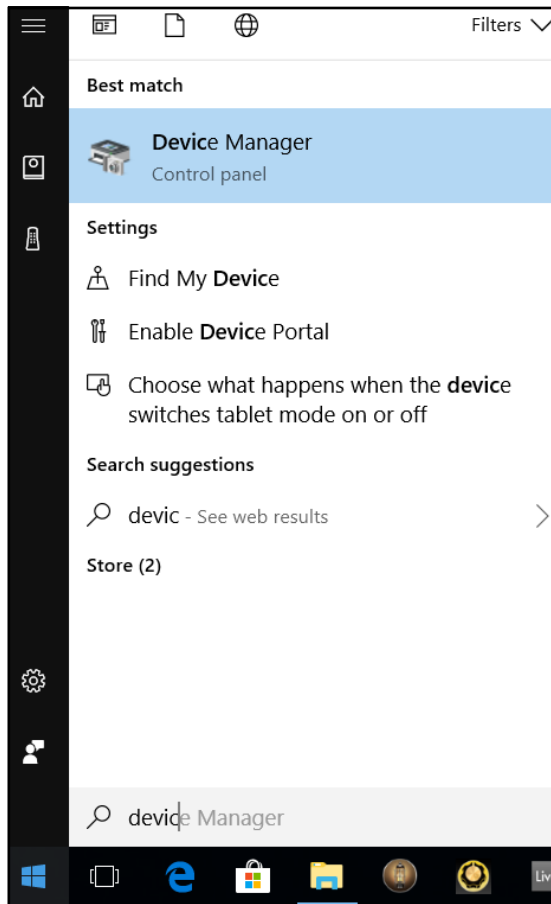 Filters
Best match
Device Manager
Control panel
Settings
Find My Device
Enable Device Portal
Choose what happens when the device
switches tablet mode on or off
Search suggestions
devic - See web results
Store (2)
device Manager
Liv